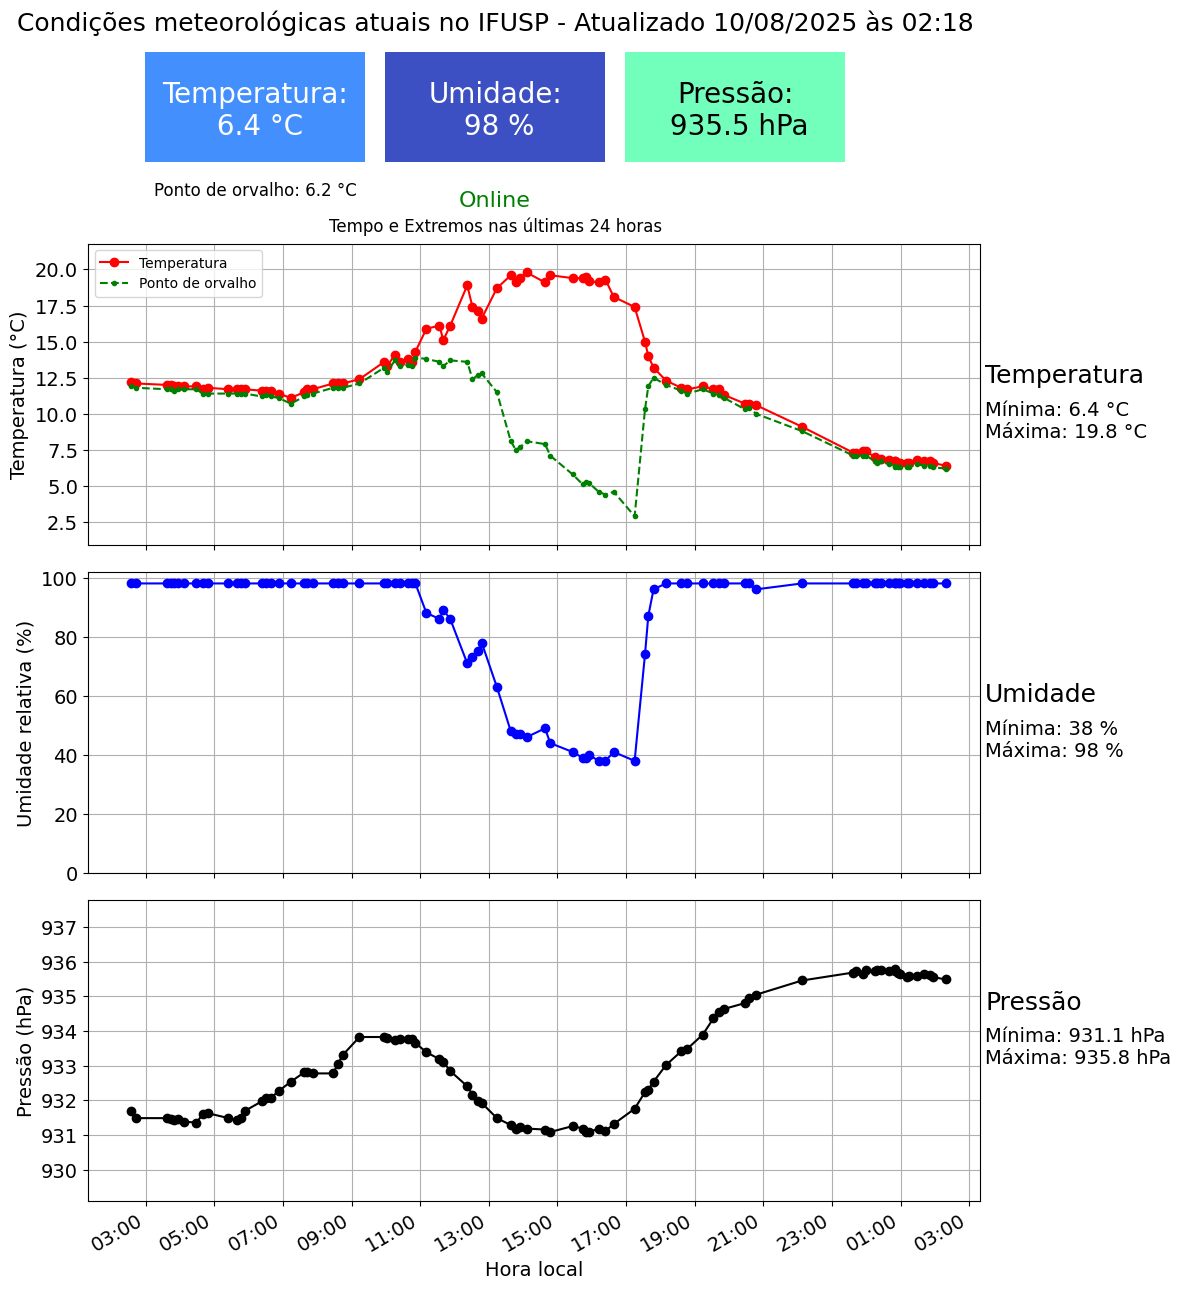 Condições meteorológicas atuais no IFUSP - Atualizado 10/08/2025 às 02:18
Temperatura:
6.4 °C
Umidade:
98 %
Pressão:
935.5 hPa
Ponto de orvalho: 6.2 °C
Online
Tempo e Extremos nas últimas 24 horas
Temperatura
Ponto de orvalho
Temperatura (°C)
20.0
17.5
15.0
12.5
10.0
7.5
5.0
2.5
Temperatura
Mínima: 6.4 °C
Máxima: 19.8 °C
Umidade relativa (%)
100
80
60
40
20
0
Umidade
Mínima: 38 %
Máxima: 98 %
Pressão (hPa)
937
936
935
934
933
932
931
930
Pressão
Mínima: 931.1 hPa
Máxima: 935.8 hPa
03:00 05:00 07:00 09:00 11:00 13:00 15:00 17:00 19:00 21:00 23:00 01:00 03:00
Hora local